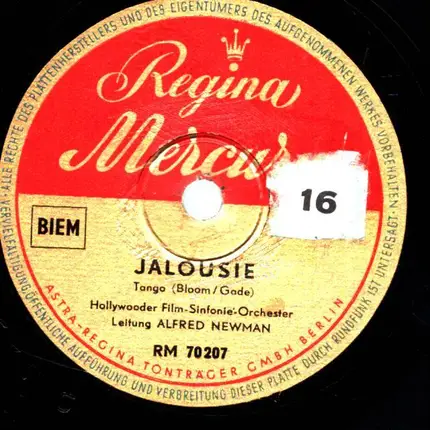 ALLE RECHTE DES PLATTENHERSTELLERS UND DES EIGENTÜMERS DES AUFGENOMMENEN WERKES VORBEHALTEN
Regina
Mercur
16
BIEM
JALOUSIE
Tango (Bloom/Gade)
Hollywooder Film-Sinfonie-Orchester
Leitung ALFRED NEWMAN
RM 70207
ASTRA-REGINA TONTRÄGER GMBH BERLIN
VERVIELFÄLTIGUNG, ÖFFENTLICHE AUFFÜHRUNG UND VERBREITUNG DIESER PLATTE DURCH RUNDFUNK IST UNTERSAGT